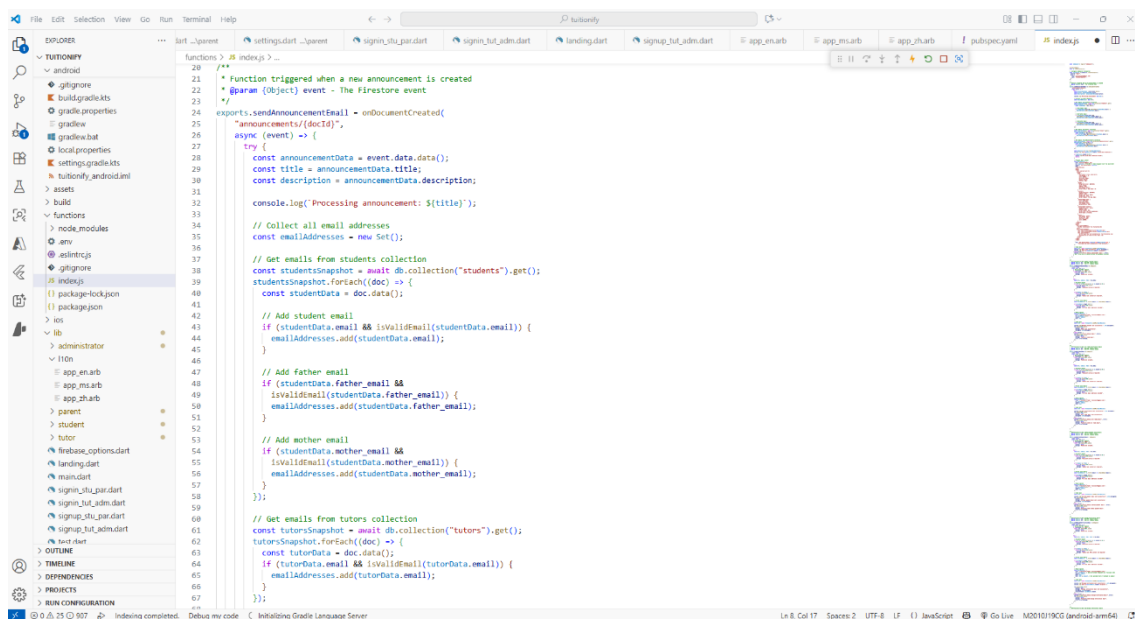 File Edit Selection View Go Run Terminal Help
tuitionify
EXPLORER
dart ...\parent settings.dart ...\parent signin_stu_par.dart signin_tut_adm.dart landing.dart signup_tut_adm.dart app_en.arb app_ms.arb app_zh.arb pubspec.yaml JS index.js
functions > JS index.js > ...
TUITIONIFY
android
.gitignore
build.gradle.kts
gradle.properties
gradlew
gradlew.bat
local.properties
settings.gradle.kts
tuitionify_android.iml
assets
build
functions
node_modules
.env
.eslintrc.js
.gitignore
JS index.js
package-lock.json
package.json
ios
lib
administrator
l10n
app_en.arb
app_ms.arb
app_zh.arb
parent
student
tutor
firebase_options.dart
landing.dart
main.dart
signin_stu_par.dart
signin_tut_adm.dart
signup_stu_par.dart
signup_tut_adm.dart
test.dart
OUTLINE
TIMELINE
DEPENDENCIES
PROJECTS
RUN CONFIGURATION
20 /**
21 * Function triggered when a new announcement is created
22 * @param {Object} event - The Firestore event
23 */
24 exports.sendAnnouncementEmail = onDocumentCreated(
25 "announcements/{docId}",
26 async (event) => {
27 try {
28 const announcementData = event.data.data();
29 const title = announcementData.title;
30 const description = announcementData.description;
31
32 console.log(`Processing announcement: ${title}`);
33
34 // Collect all email addresses
35 const emailAddresses = new Set();
36
37 // Get emails from students collection
38 const studentsSnapshot = await db.collection("students").get();
39 studentsSnapshot.forEach((doc) => {
40 const studentData = doc.data();
41
42 // Add student email
43 if (studentData.email && isValidEmail(studentData.email)) {
44 emailAddresses.add(studentData.email);
45 }
46
47 // Add father email
48 if (studentData.father_email &&
49 isValidEmail(studentData.father_email)) {
50 emailAddresses.add(studentData.father_email);
51 }
52
53 // Add mother email
54 if (studentData.mother_email &&
55 isValidEmail(studentData.mother_email)) {
56 emailAddresses.add(studentData.mother_email);
57 }
58 });
59
60 // Get emails from tutors collection
61 const tutorsSnapshot = await db.collection("tutors").get();
62 tutorsSnapshot.forEach((doc) => {
63 const tutorData = doc.data();
64 if (tutorData.email && isValidEmail(tutorData.email)) {
65 emailAddresses.add(tutorData.email);
66 }
67 });
0 25 907 Indexing completed. Debug my code Initializing Gradle Language Server Ln 8, Col 17 Spaces: 2 UTF-8 LF {} JavaScript Go Live M2010J19CG (android-arm64)